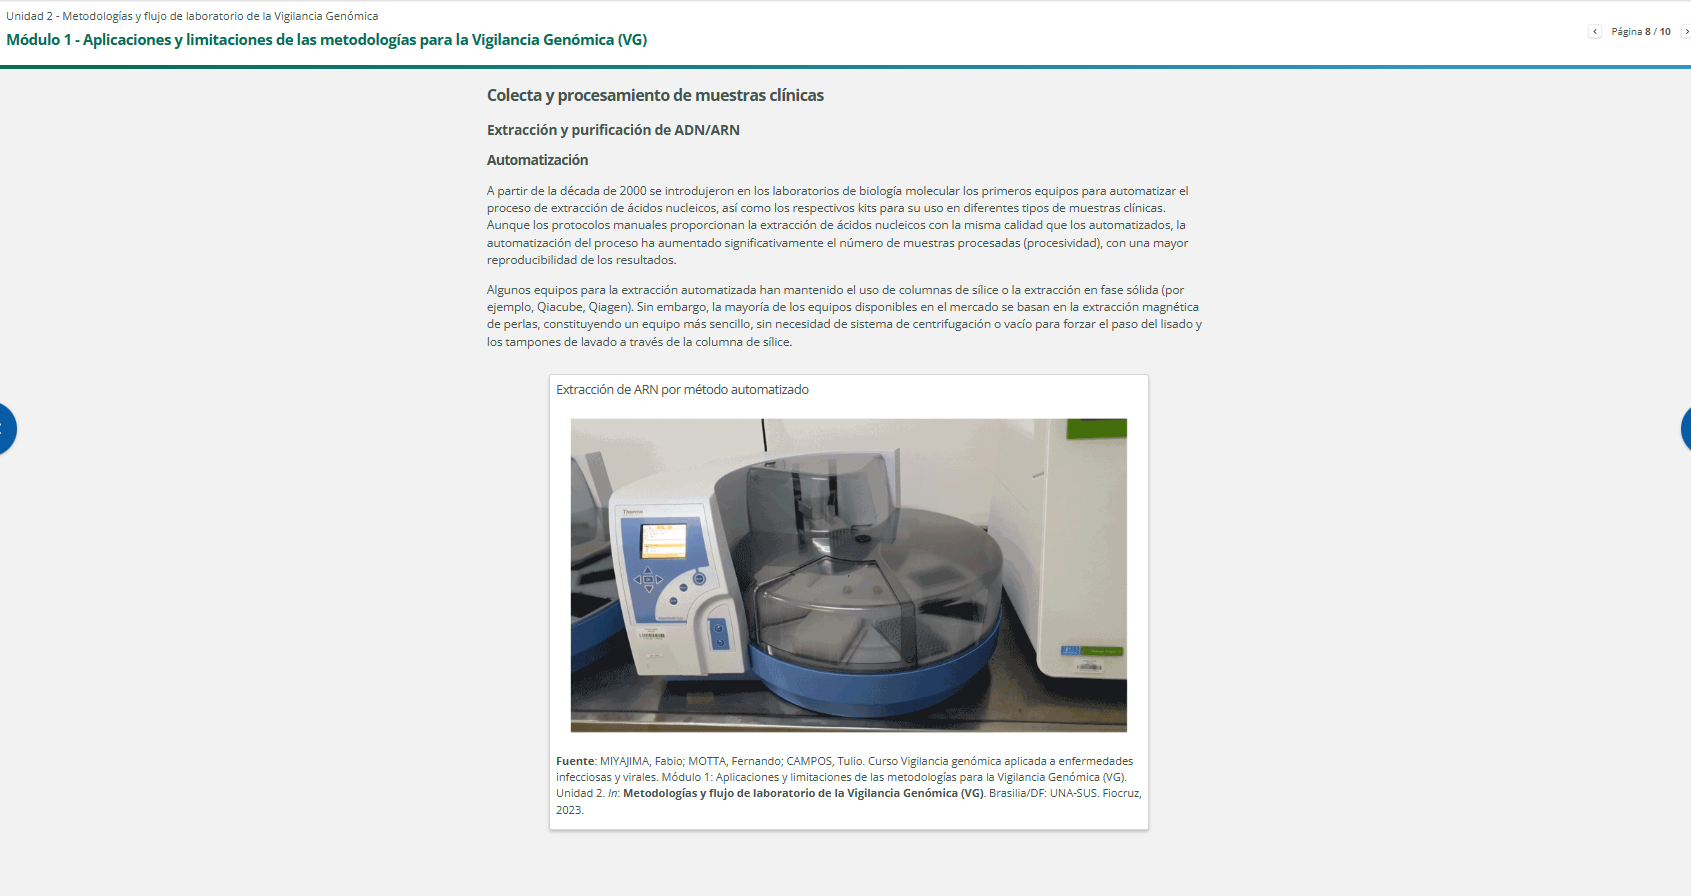 Unidad 2 - Metodologías y flujo de laboratorio de la Vigilancia Genómica
Módulo 1 - Aplicaciones y limitaciones de las metodologías para la Vigilancia Genómica (VG)
‹ Página 8 / 10 ›
Colecta y procesamiento de muestras clínicas
Extracción y purificación de ADN/ARN
Automatización
A partir de la década de 2000 se introdujeron en los laboratorios de biología molecular los primeros equipos para automatizar el
proceso de extracción de ácidos nucleicos, así como los respectivos kits para su uso en diferentes tipos de muestras clínicas.
Aunque los protocolos manuales proporcionan la extracción de ácidos nucleicos con la misma calidad que los automatizados, la
automatización del proceso ha aumentado significativamente el número de muestras procesadas (procesividad), con una mayor
reproducibilidad de los resultados.
Algunos equipos para la extracción automatizada han mantenido el uso de columnas de sílice o la extracción en fase sólida (por
ejemplo, Qiacube, Qiagen). Sin embargo, la mayoría de los equipos disponibles en el mercado se basan en la extracción magnética
de perlas, constituyendo un equipo más sencillo, sin necesidad de sistema de centrifugación o vacío para forzar el paso del lisado y
los tampones de lavado a través de la columna de sílice.
Extracción de ARN por método automatizado
Thermo
Fuente: MIYAJIMA, Fabio; MOTTA, Fernando; CAMPOS, Tulio. Curso Vigilancia genómica aplicada a enfermedades
infecciosas y virales. Módulo 1: Aplicaciones y limitaciones de las metodologías para la Vigilancia Genómica (VG).
Unidad 2. In: Metodologías y flujo de laboratorio de la Vigilancia Genómica (VG). Brasilia/DF: UNA-SUS. Fiocruz,
2023.